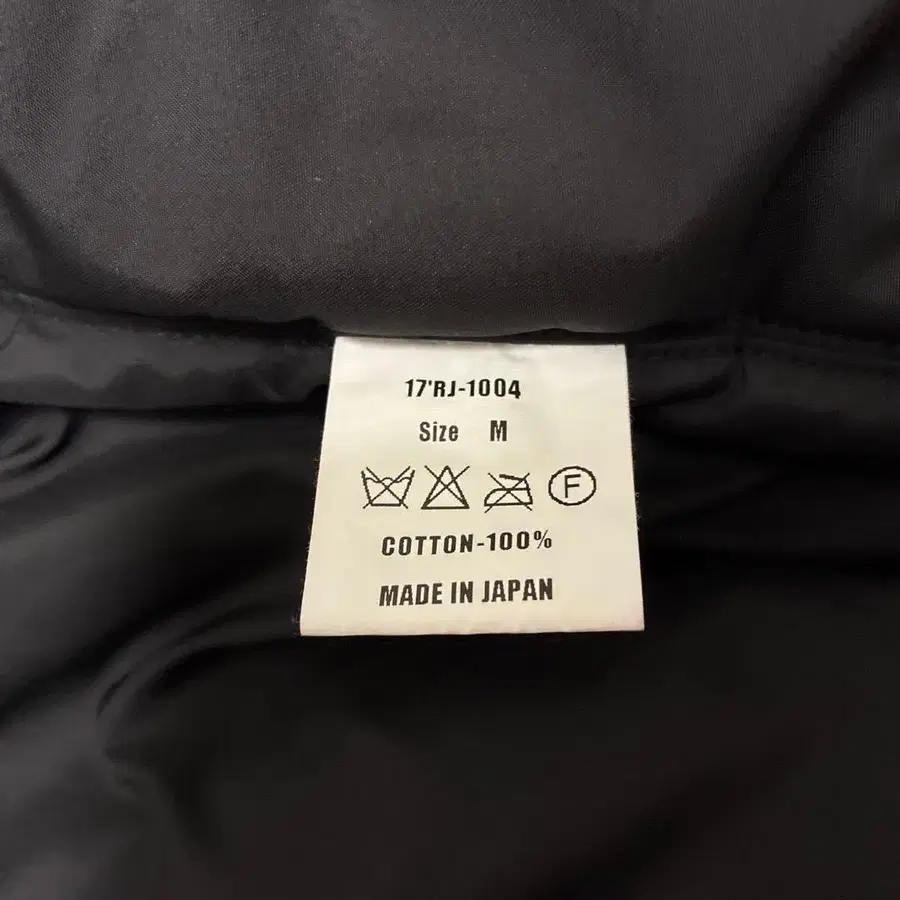 17'RJ-1004
Size M
F
COTTON-100%
MADE IN JAPAN